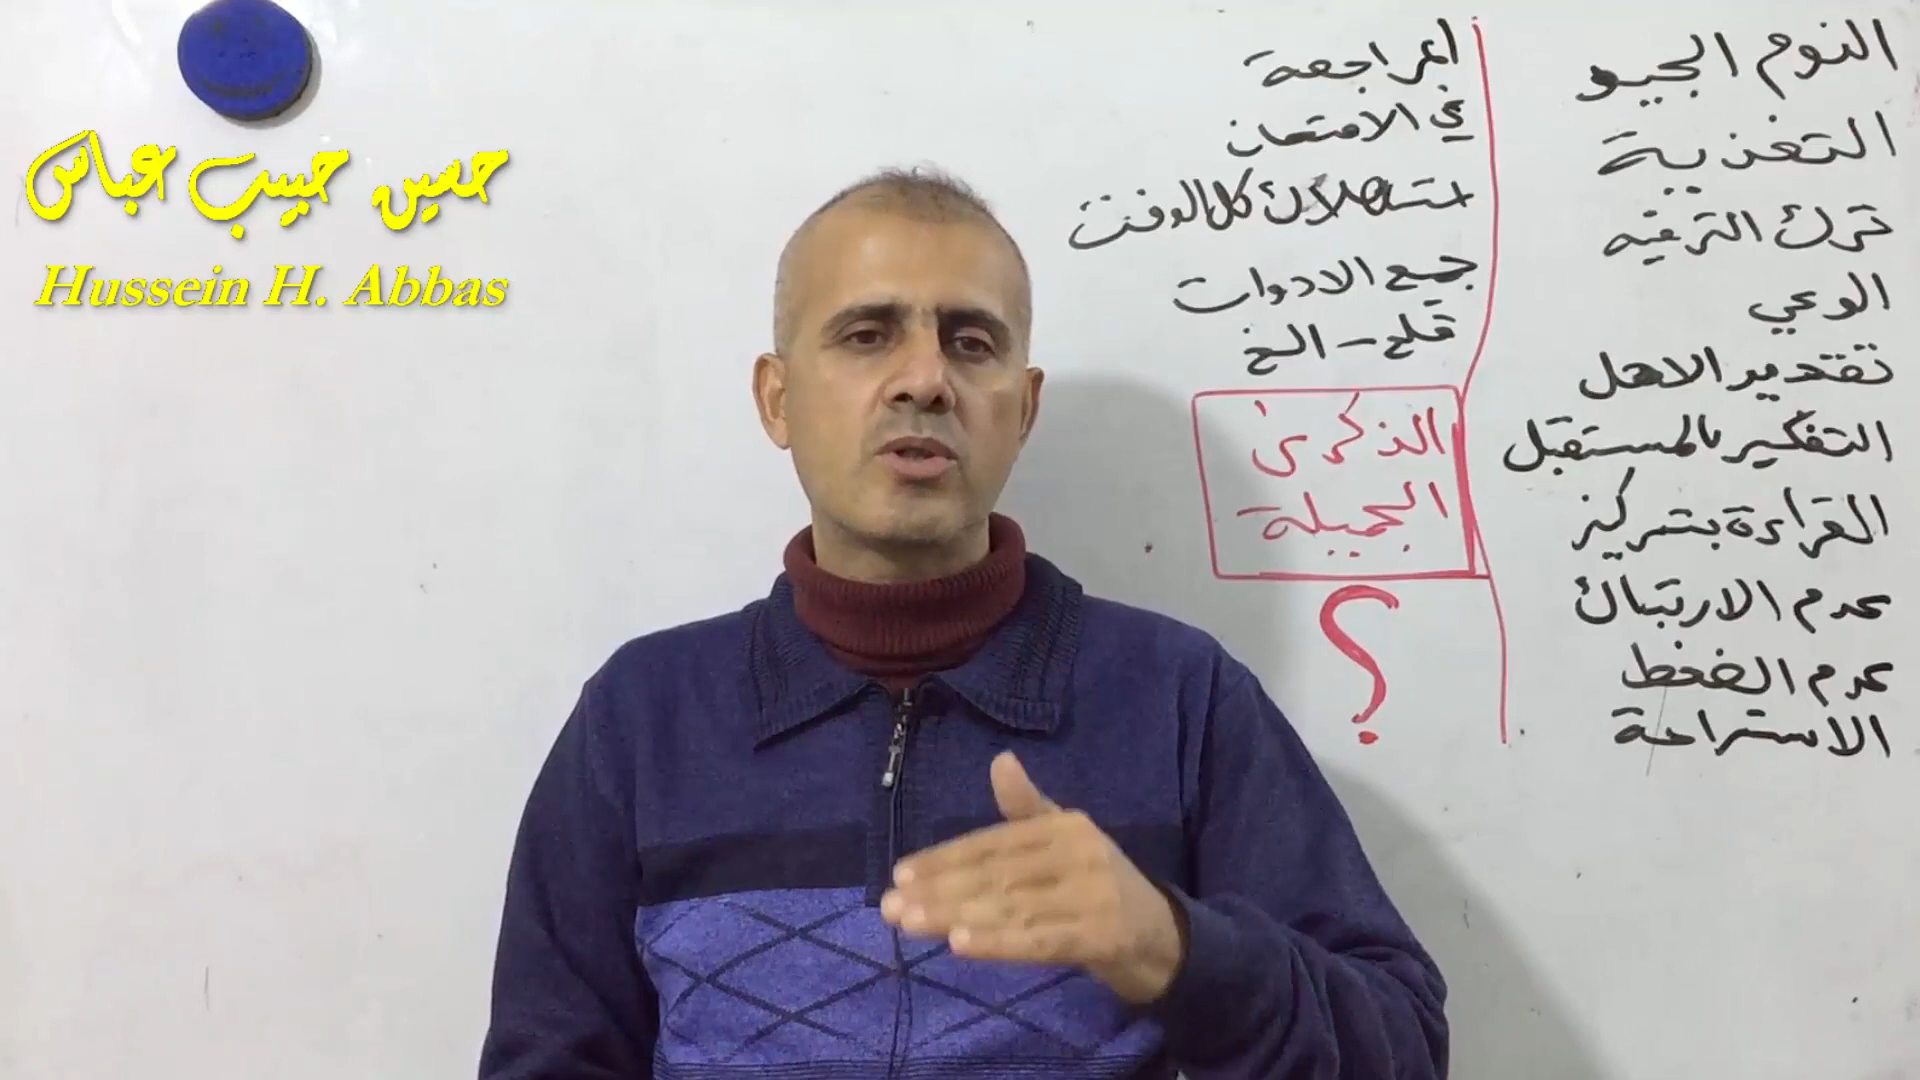 حسين حبيب عباس
Hussein H. Abbas
النوم الجيد
التغذية
ترك الترفيه
الوعي
تقدير الاهل
التفكير بالمستقبل
القراءة بتركيز
عدم الارتباك
عدم الضغط
الاستراحة
المراجعة
في الامتحان
استهلاك كل الوقت
جميع الادوات
قلم - الخ
الذكرى
الجميلة
؟